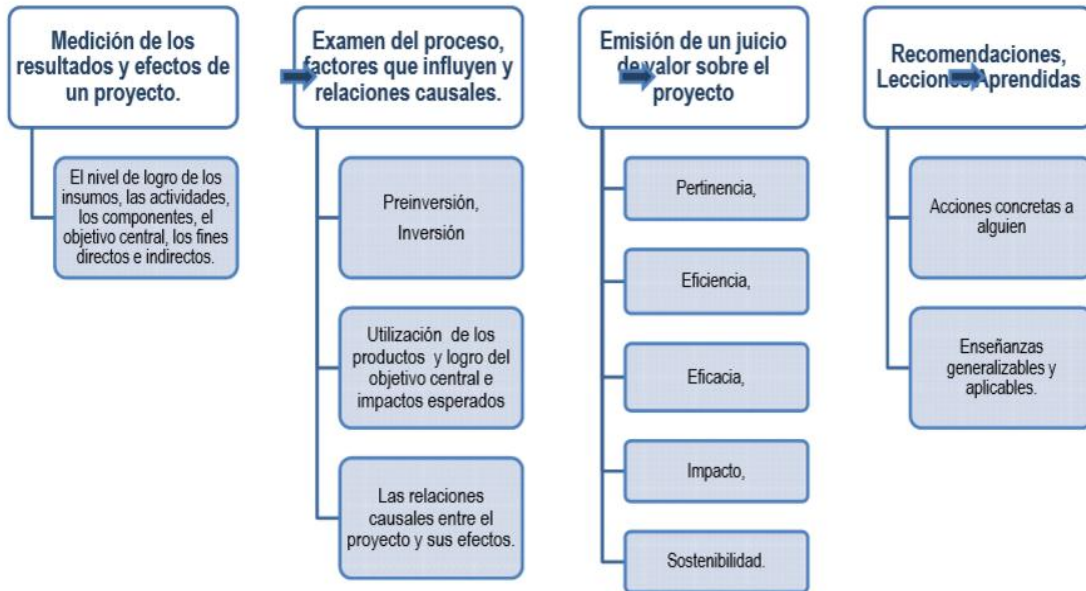 Medición de los
resultados y efectos de
un proyecto.
El nivel de logro de los
insumos, las actividades,
los componentes, el
objetivo central, los fines
directos e indirectos.
Examen del proceso,
factores que influyen y
relaciones causales.
Preinversión,
Inversión
Utilización de los
productos y logro del
objetivo central e
impactos esperados
Las relaciones
causales entre el
proyecto y sus efectos.
Emisión de un juicio
de valor sobre el
proyecto
Pertinencia,
Eficiencia,
Eficacia,
Impacto,
Sostenibilidad.
Recomendaciones,
Lecciones Aprendidas
Acciones concretas a
alguien
Enseñanzas
generalizables y
aplicables.